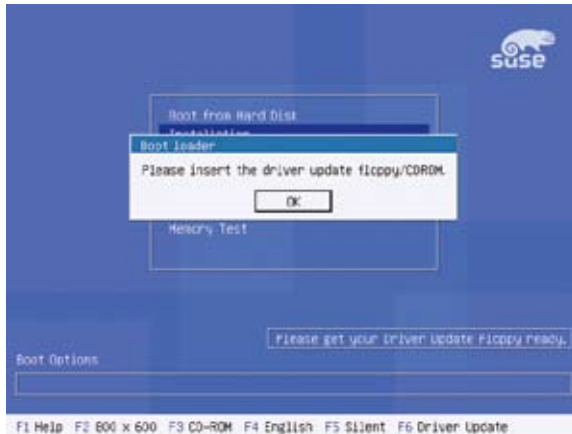 suse
Boot from Hard Disk
Installation
Boot loader
Please insert the driver update floppy/CDROM.
OK
Memory Test
Please get your Driver Update Floppy ready.
Boot Options
F1 Help F2 800 x 600 F3 CD-ROM F4 English F5 Silent F6 Driver Update